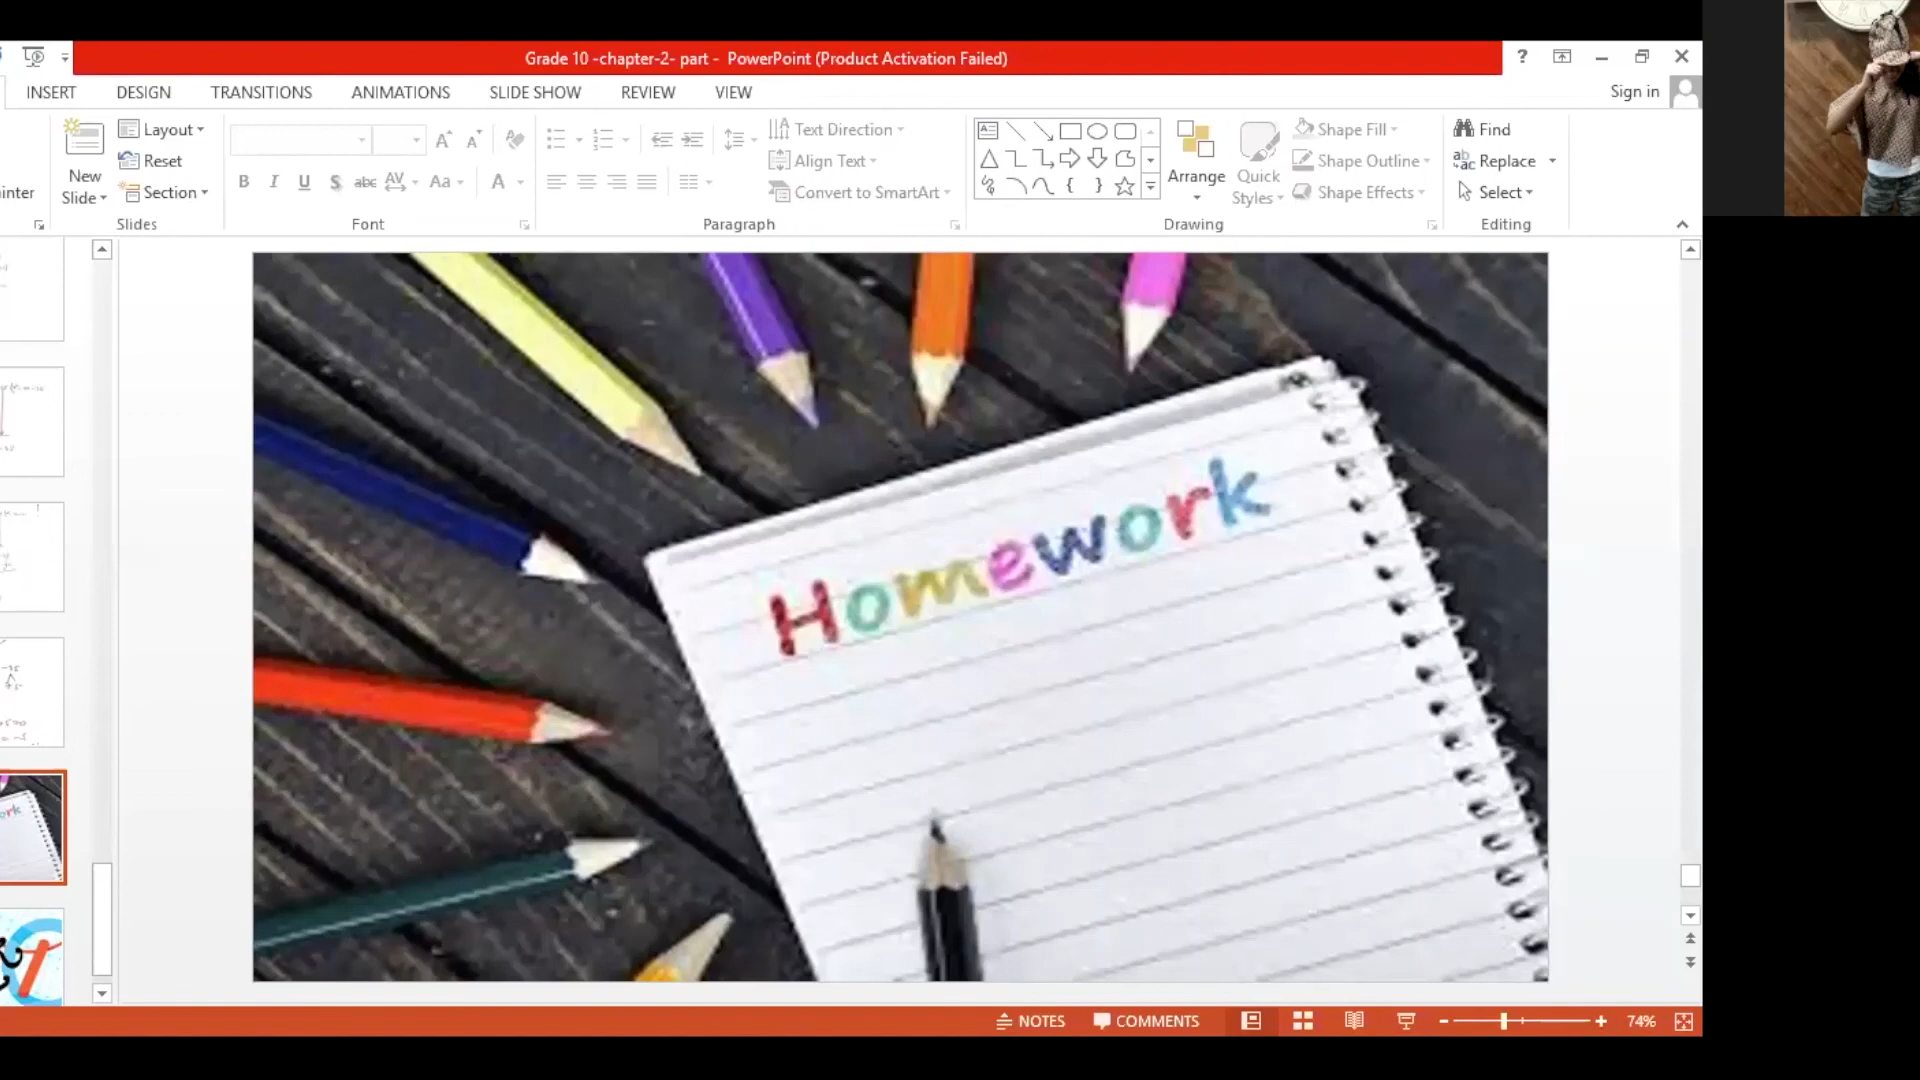 Grade 10 -chapter-2- part - PowerPoint (Product Activation Failed)
INSERT DESIGN TRANSITIONS ANIMATIONS SLIDE SHOW REVIEW VIEW Sign in
New Slide
Layout
Reset
Section
Slides
Font
Text Direction
Align Text
Convert to SmartArt
Paragraph
Arrange
Quick Styles
Shape Fill
Shape Outline
Shape Effects
Drawing
Find
Replace
Select
Editing
Homework
NOTES COMMENTS 74%